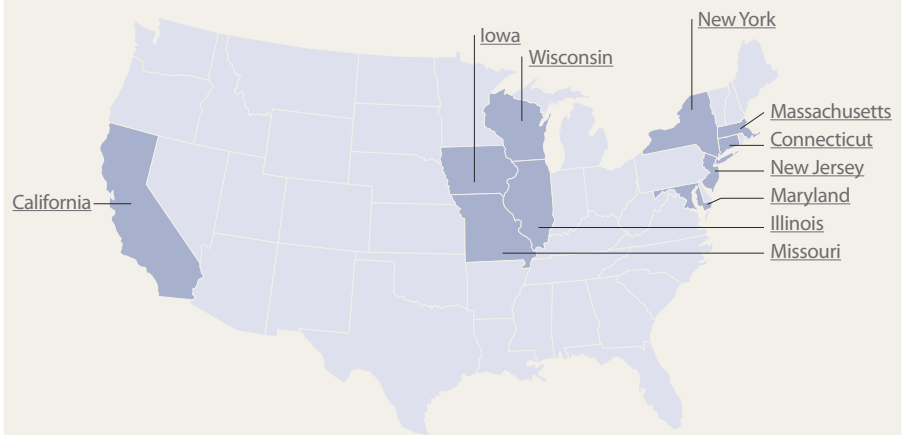 New York
Iowa
Wisconsin
Massachusetts
Connecticut
New Jersey
Maryland
California
Illinois
Missouri